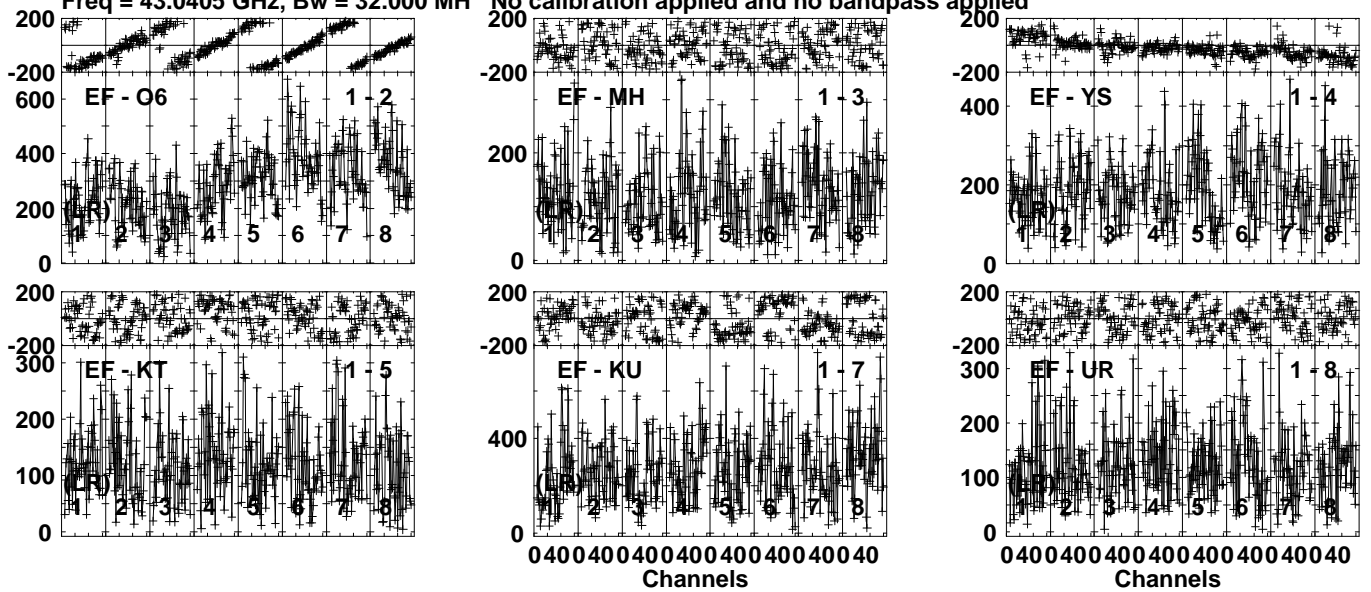 Freq = 43.0405 GHz, Bw = 32.000 MH No calibration applied and no bandpass applied
200
-200
600
400
200
0
EF - O6 1 - 2
(LR)
1 2 3 4 5 6 7 8
200
-200
200
0
EF - MH 1 - 3
(LR)
1 2 3 4 5 6 7 8
200
-200
400
200
0
EF - YS 1 - 4
(LR)
1 2 3 4 5 6 7 8
200
-200
300
200
100
0
EF - KT 1 - 5
(LR)
1 2 3 4 5 6 7 8
200
-200
400
0
EF - KU 1 - 7
(LR)
1 2 3 4 5 6 7 8
0 40 0 40 0 40 0 40 0 40 0 40 0 40 0 40
Channels
200
-200
300
200
100
0
EF - UR 1 - 8
(LR)
1 2 3 4 5 6 7 8
0 40 0 40 0 40 0 40 0 40 0 40 0 40 0 40
Channels